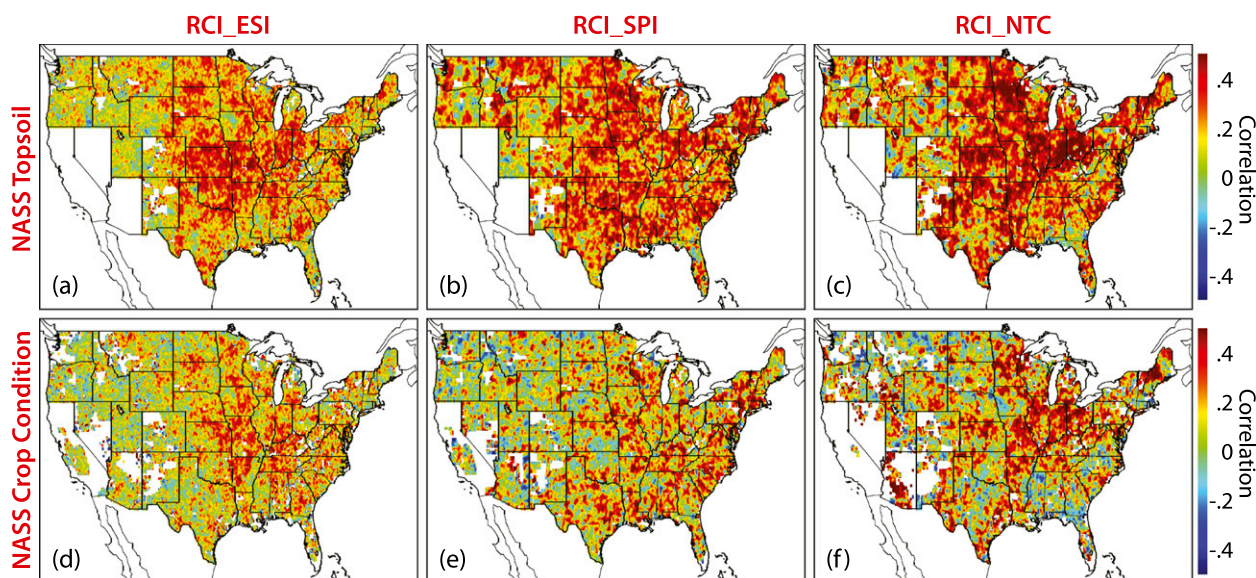 RCI_ESI RCI_SPI RCI_NTC
NASS Topsoil
(a) (b) (c)
.4
.2
0
-.2
-.4
Correlation
NASS Crop Condition
(d) (e) (f)
.4
.2
0
-.2
-.4
Correlation